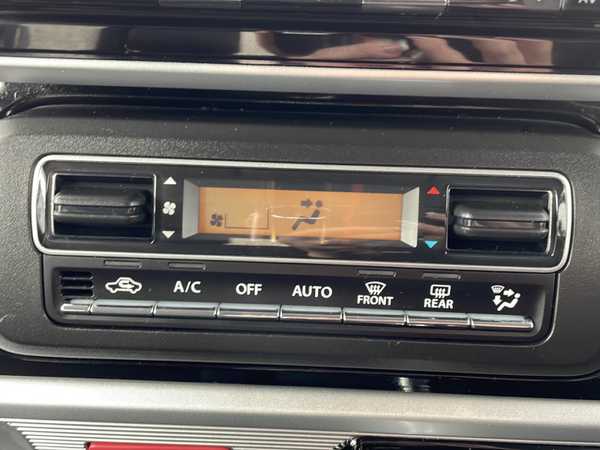 A/C OFF AUTO FRONT REAR